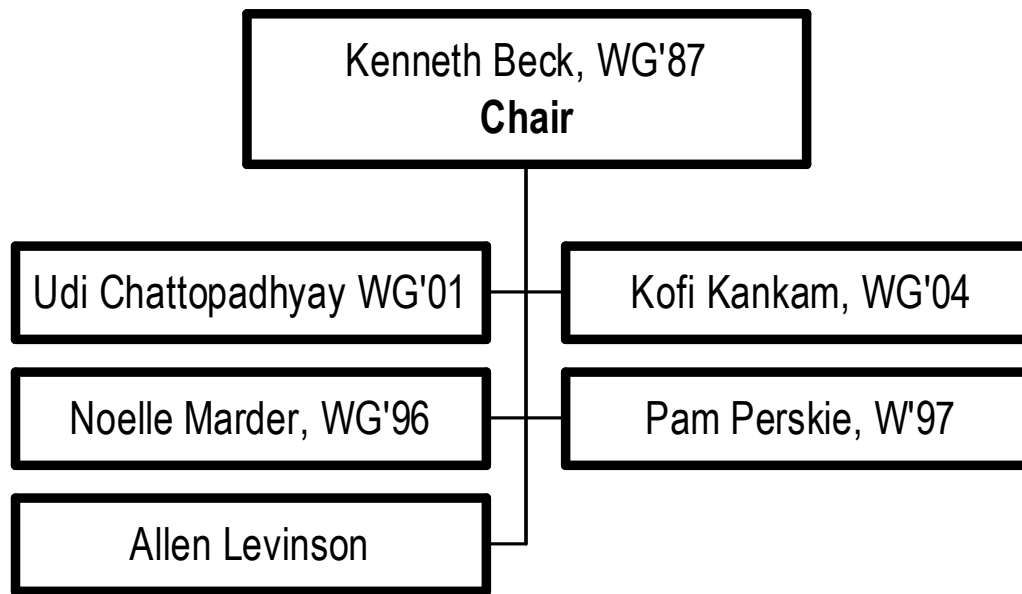 Kenneth Beck, WG'87
Chair
Udi Chattopadhyay WG'01
Kofi Kankam, WG'04
Noelle Marder, WG'96
Pam Perskie, W'97
Allen Levinson